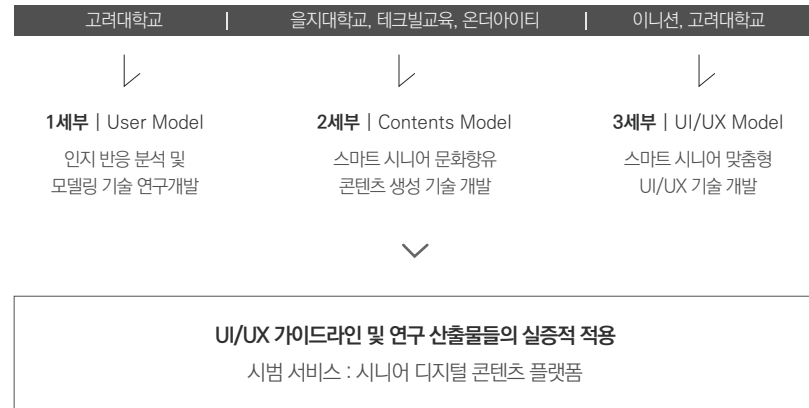 고려대학교 | 을지대학교, 테크빌교육, 온더아이티 | 이니션, 고려대학교
1세부 | User Model
인지 반응 분석 및
모델링 기술 연구개발
2세부 | Contents Model
스마트 시니어 문화향유
콘텐츠 생성 기술 개발
3세부 | UI/UX Model
스마트 시니어 맞춤형
UI/UX 기술 개발
UI/UX 가이드라인 및 연구 산출물들의 실증적 적용
시범 서비스 : 시니어 디지털 콘텐츠 플랫폼